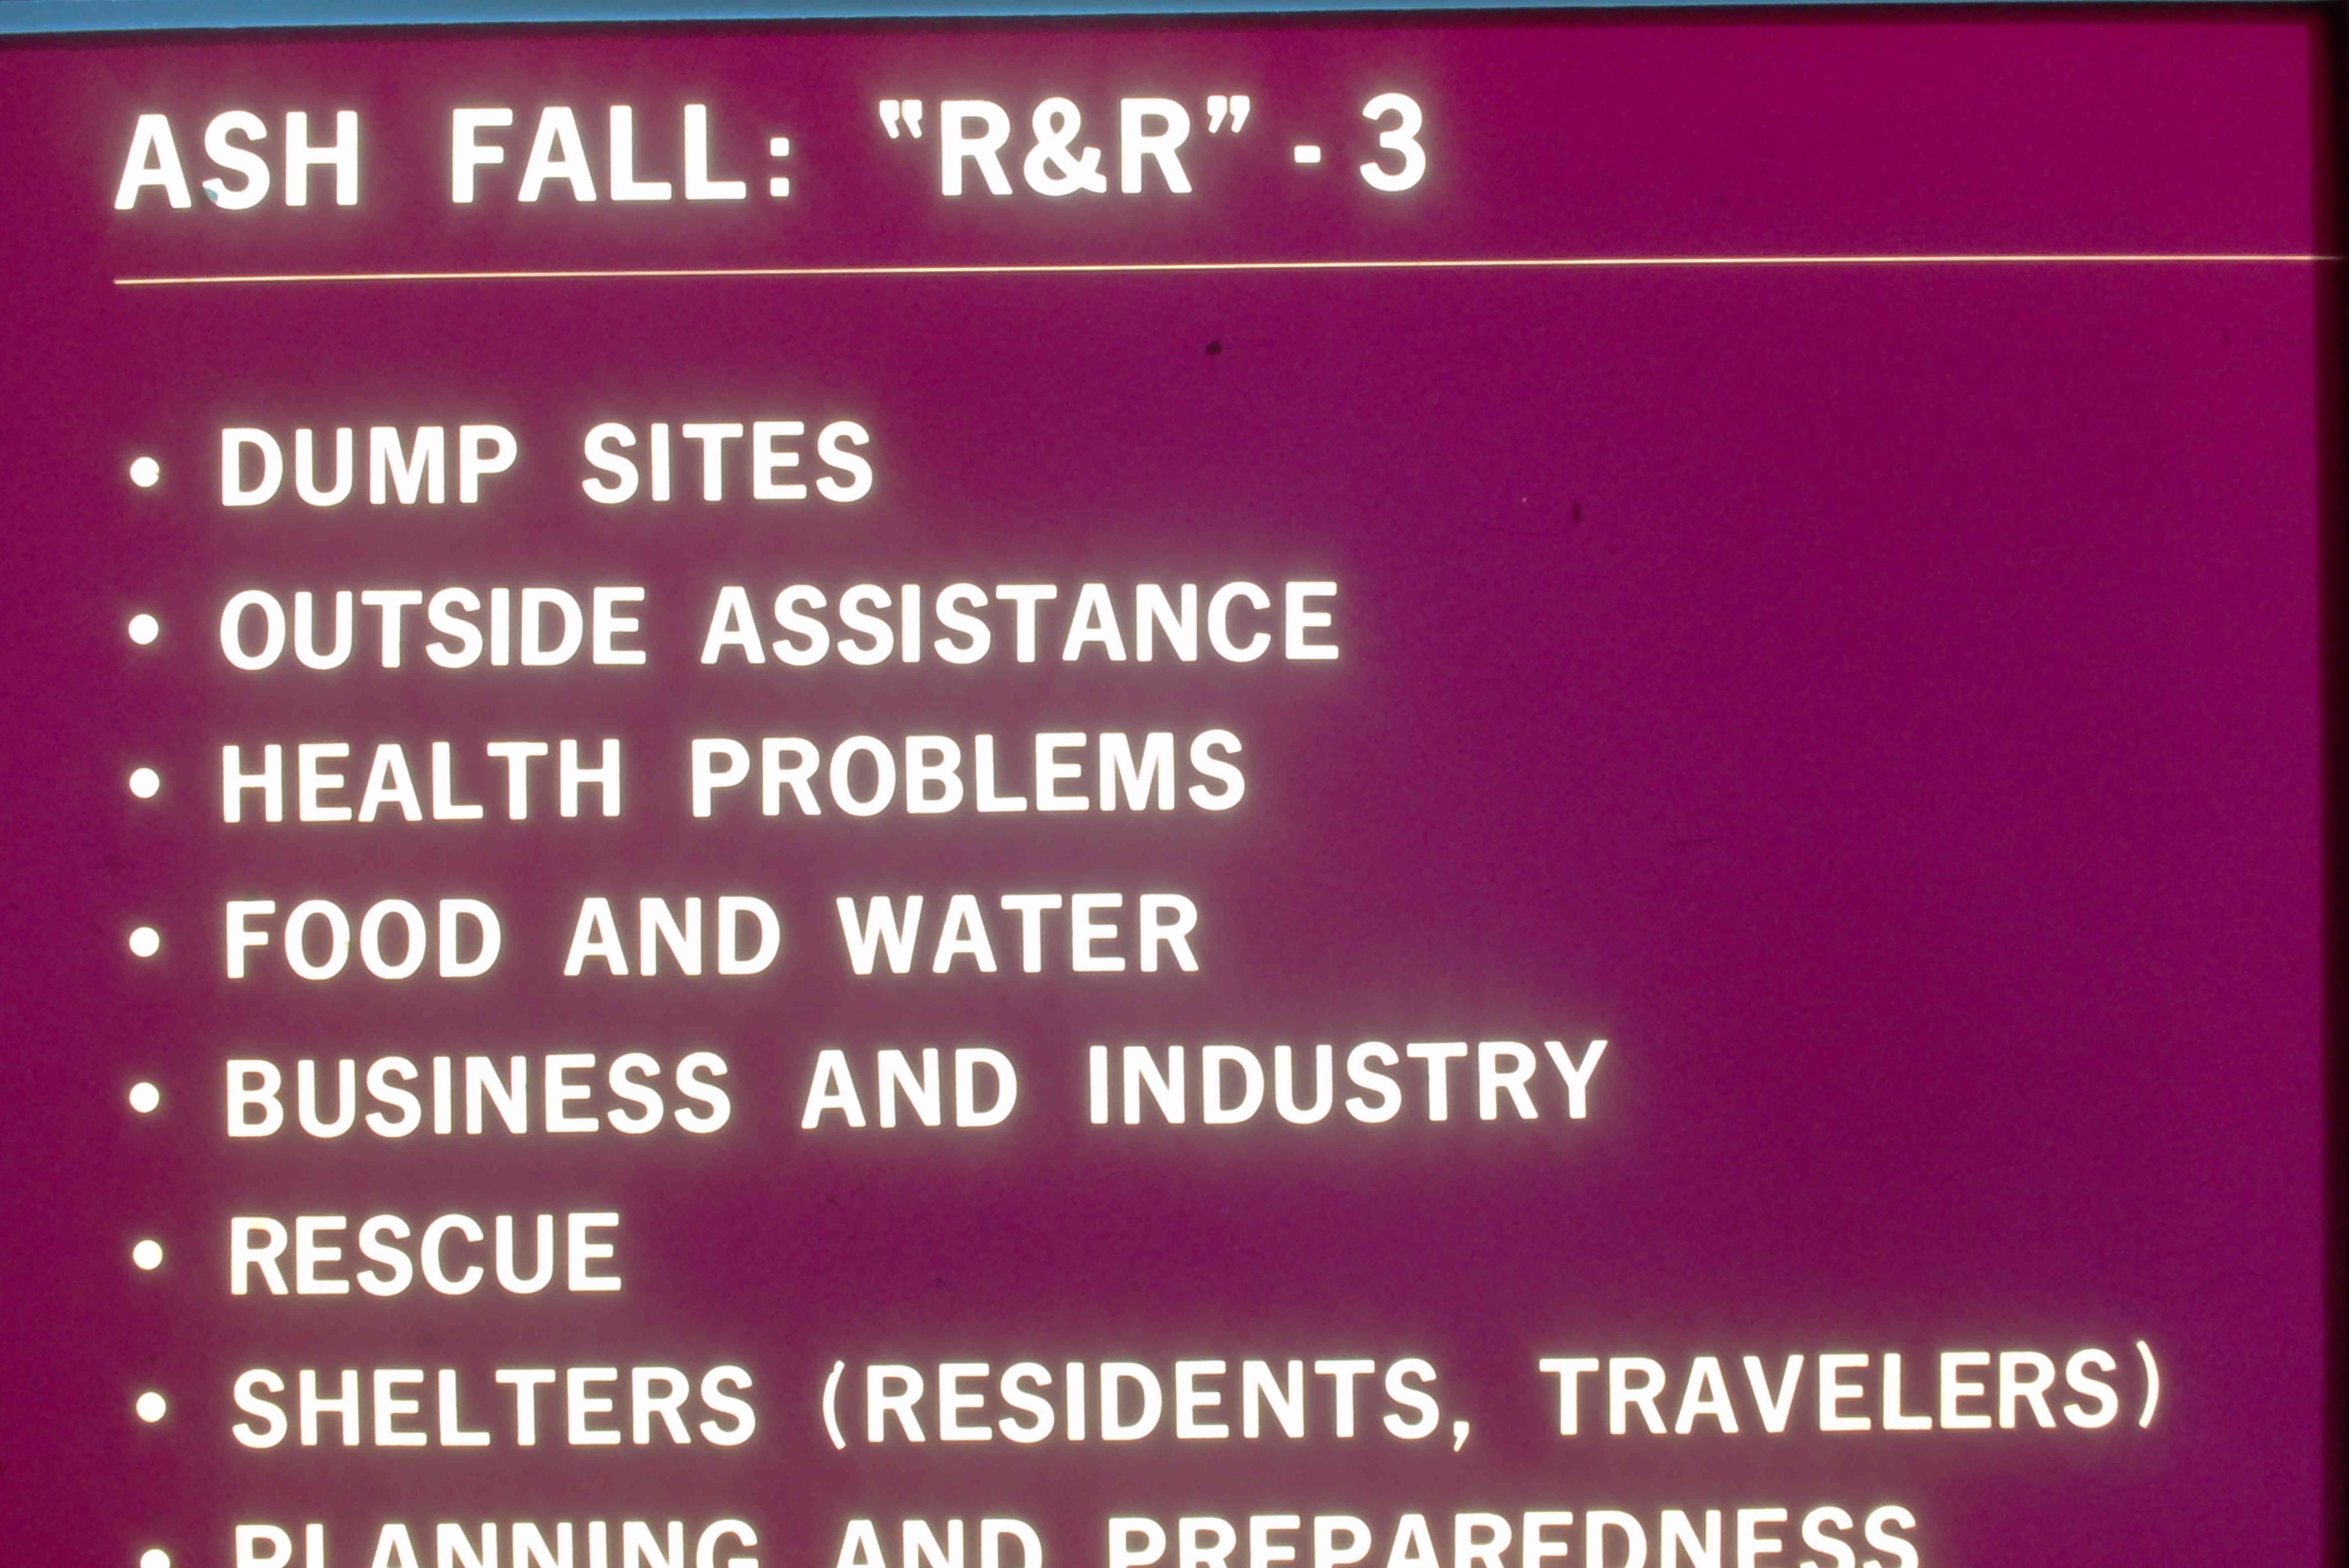 ASH FALL: "R&R" - 3
• DUMP SITES
• OUTSIDE ASSISTANCE
• HEALTH PROBLEMS
• FOOD AND WATER
• BUSINESS AND INDUSTRY
• RESCUE
• SHELTERS (RESIDENTS, TRAVELERS)
• PLANNING AND PREPAREDNESS